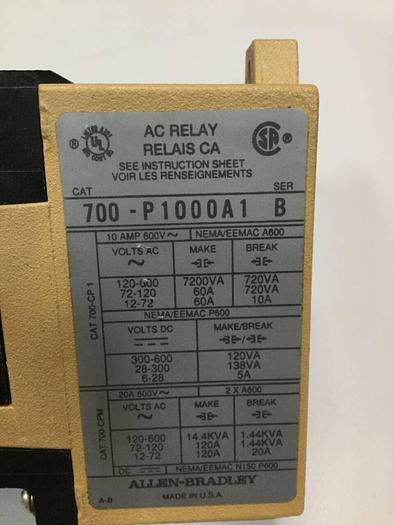 AC RELAY
RELAIS CA
SEE INSTRUCTION SHEET
VOIR LES RENSEIGNEMENTS
® UL ®
SA ®
CAT SER
700 - P1000A1 B
CAT 700-CP 1
10 AMP 600V~ NEMA/EEMAC A600
VOLTS AC MAKE BREAK
~
120-600 7200VA 720VA
72-120 60A 720VA
12-72 60A 10A
NEMA/EEMAC P600
VOLTS DC MAKE/BREAK
300-600 120VA
28-300 138VA
6-28 5A
CAT 700-CPM
20A 600V~ 2 X A600
VOLTS AC MAKE BREAK
~
120-600 14.4KVA 1.44KVA
72-120 120A 1.44KVA
12-72 120A 20A
DC NEMA/EEMAC N150 P600
ALLEN-BRADLEY
A-B MADE IN U.S.A.